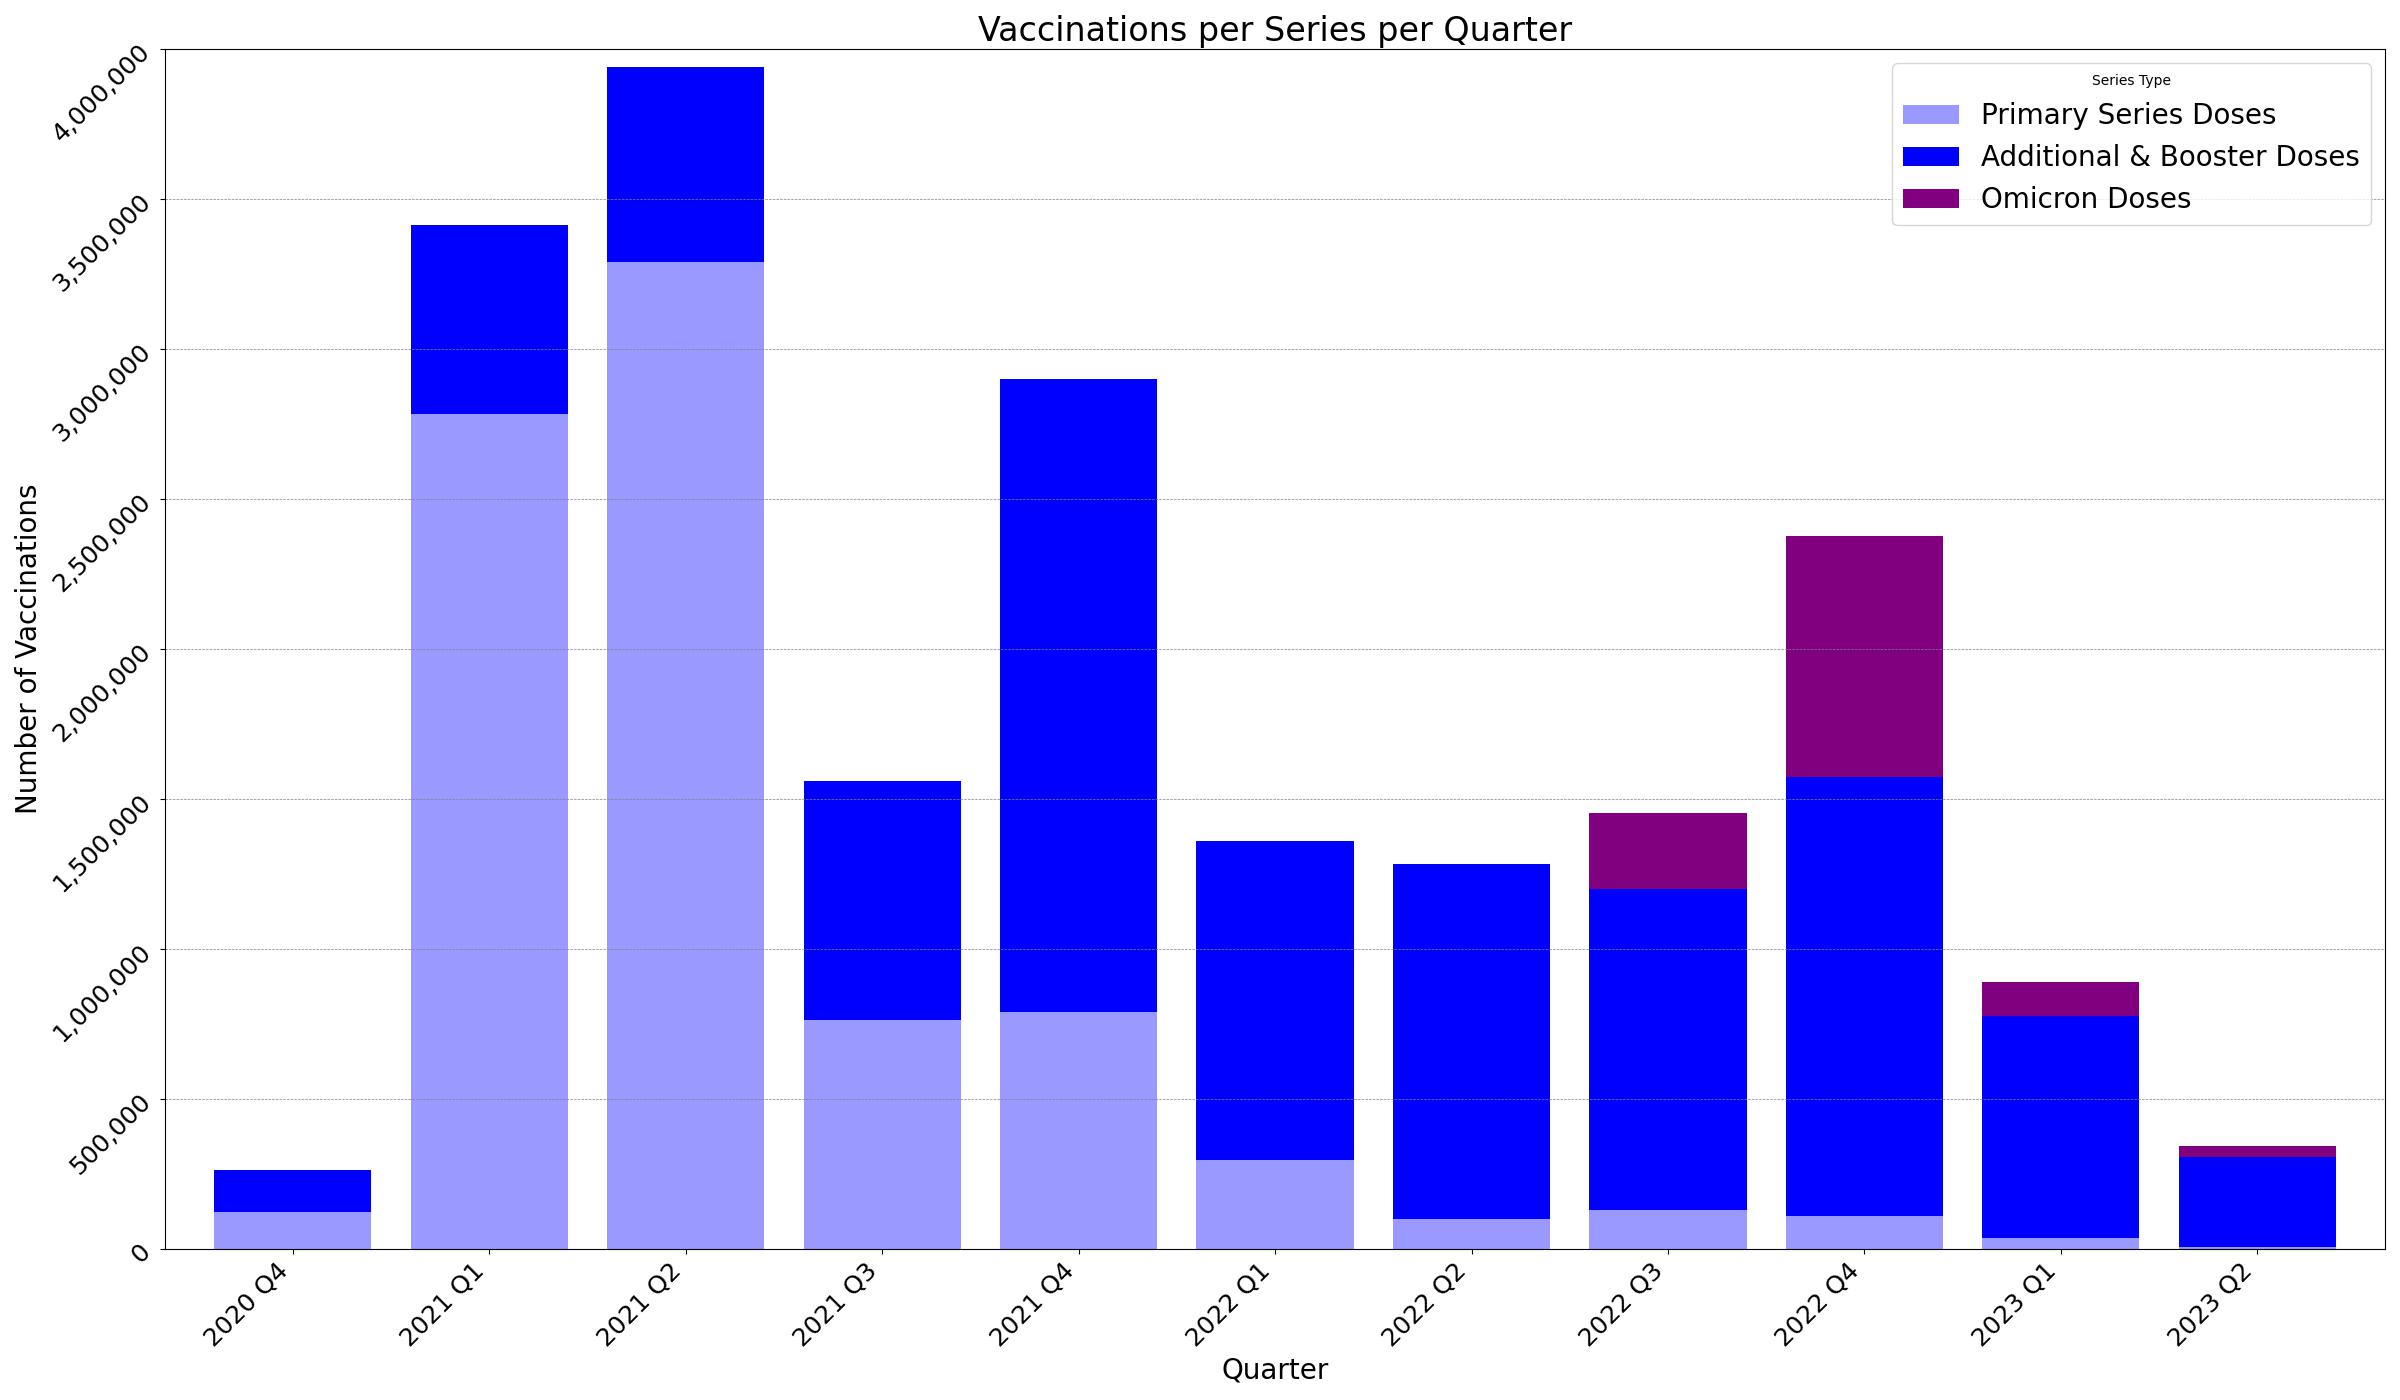 Vaccinations per Series per Quarter
Series Type
Primary Series Doses
Additional & Booster Doses
Omicron Doses
Number of Vaccinations
4,000,000
3,500,000
3,000,000
2,500,000
2,000,000
1,500,000
1,000,000
500,000
0
2020 Q4
2021 Q1
2021 Q2
2021 Q3
2021 Q4
2022 Q1
2022 Q2
2022 Q3
2022 Q4
2023 Q1
2023 Q2
Quarter